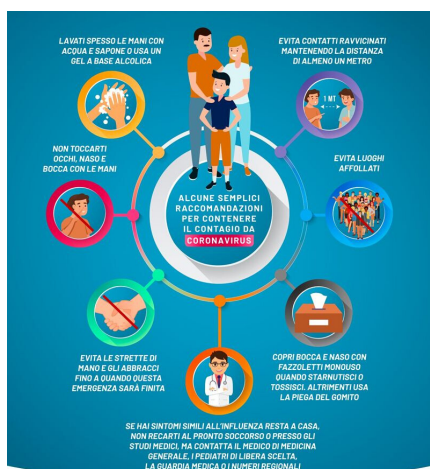 LAVATI SPESSO LE MANI CON
ACQUA E SAPONE O USA UN
GEL A BASE ALCOLICA
EVITA CONTATTI RAVVICINATI
MANTENENDO LA DISTANZA
DI ALMENO UN METRO
1 MT
NON TOCCARTI
OCCHI, NASO E
BOCCA CON LE MANI
EVITA LUOGHI
AFFOLLATI
ALCUNE SEMPLICI
RACCOMANDAZIONI
PER CONTENERE
IL CONTAGIO DA
CORONAVIRUS
EVITA LE STRETTE DI
MANO E GLI ABBRACCI
FINO A QUANDO QUESTA
EMERGENZA SARÀ FINITA
COPRI BOCCA E NASO CON
FAZZOLETTI MONOUSO
QUANDO STARNUTISCI O
TOSSISCI. ALTRIMENTI USA
LA PIEGA DEL GOMITO
SE HAI SINTOMI SIMILI ALL'INFLUENZA RESTA A CASA,
NON RECARTI AL PRONTO SOCCORSO O PRESSO GLI
STUDI MEDICI, MA CONTATTA IL MEDICO DI MEDICINA
GENERALE, I PEDIATRI DI LIBERA SCELTA,
LA GUARDIA MEDICA O I NUMERI REGIONALI